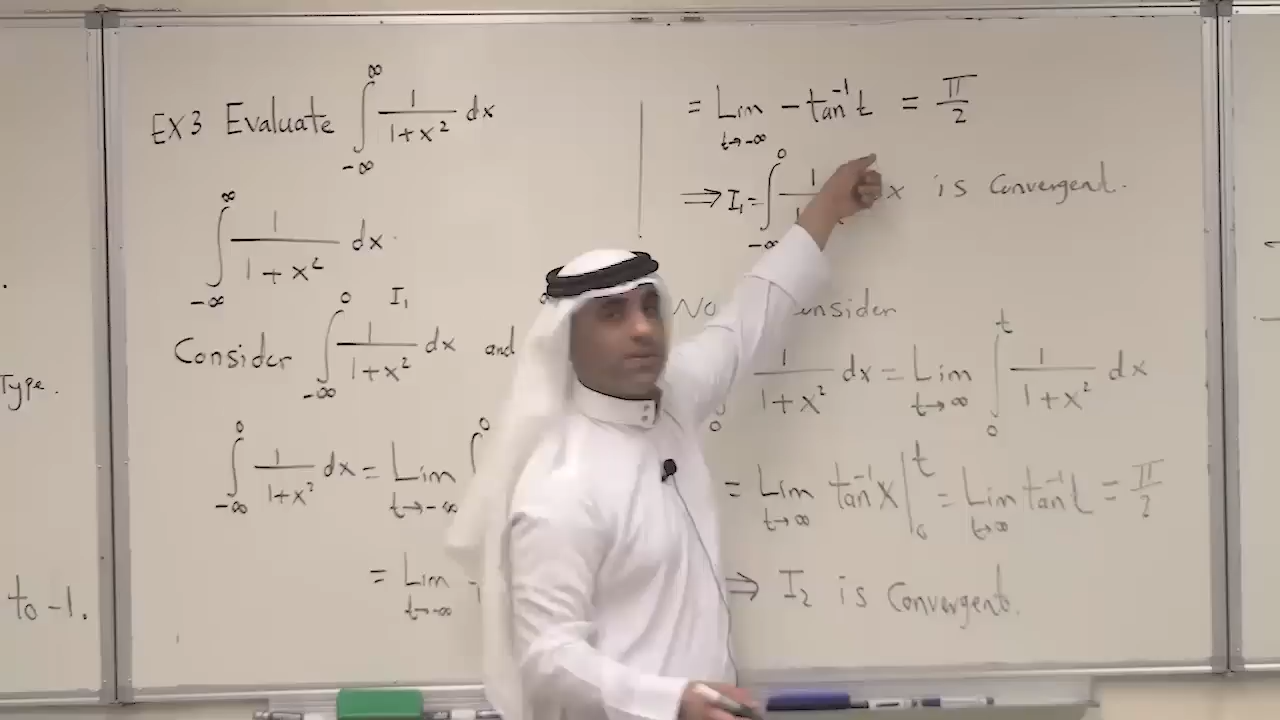 Type.
to -1.
EX3 Evaluate ∫_{-∞}^{∞} 1/(1+x²) dx
∫_{-∞}^{∞} 1/(1+x²) dx.
I₁
Consider ∫_{-∞}^{0} 1/(1+x²) dx and
∫_{-∞}^{0} 1/(1+x²) dx = Lim_{t→-∞} ∫^{0}
= Lim_{t→-∞} -
= Lim_{t→-∞} -tan⁻¹t = π/2
⇒ I₁ = ∫_{-∞}^{0} 1/1 x is Convergent.
1/(1+x²) dx = Lim_{t→∞} ∫_{0}^{t} 1/(1+x²) dx
= Lim_{t→∞} tan⁻¹x |_{0}^{t} = Lim_{t→∞} tan⁻¹t = π/2
⇒ I₂ is Convergent.